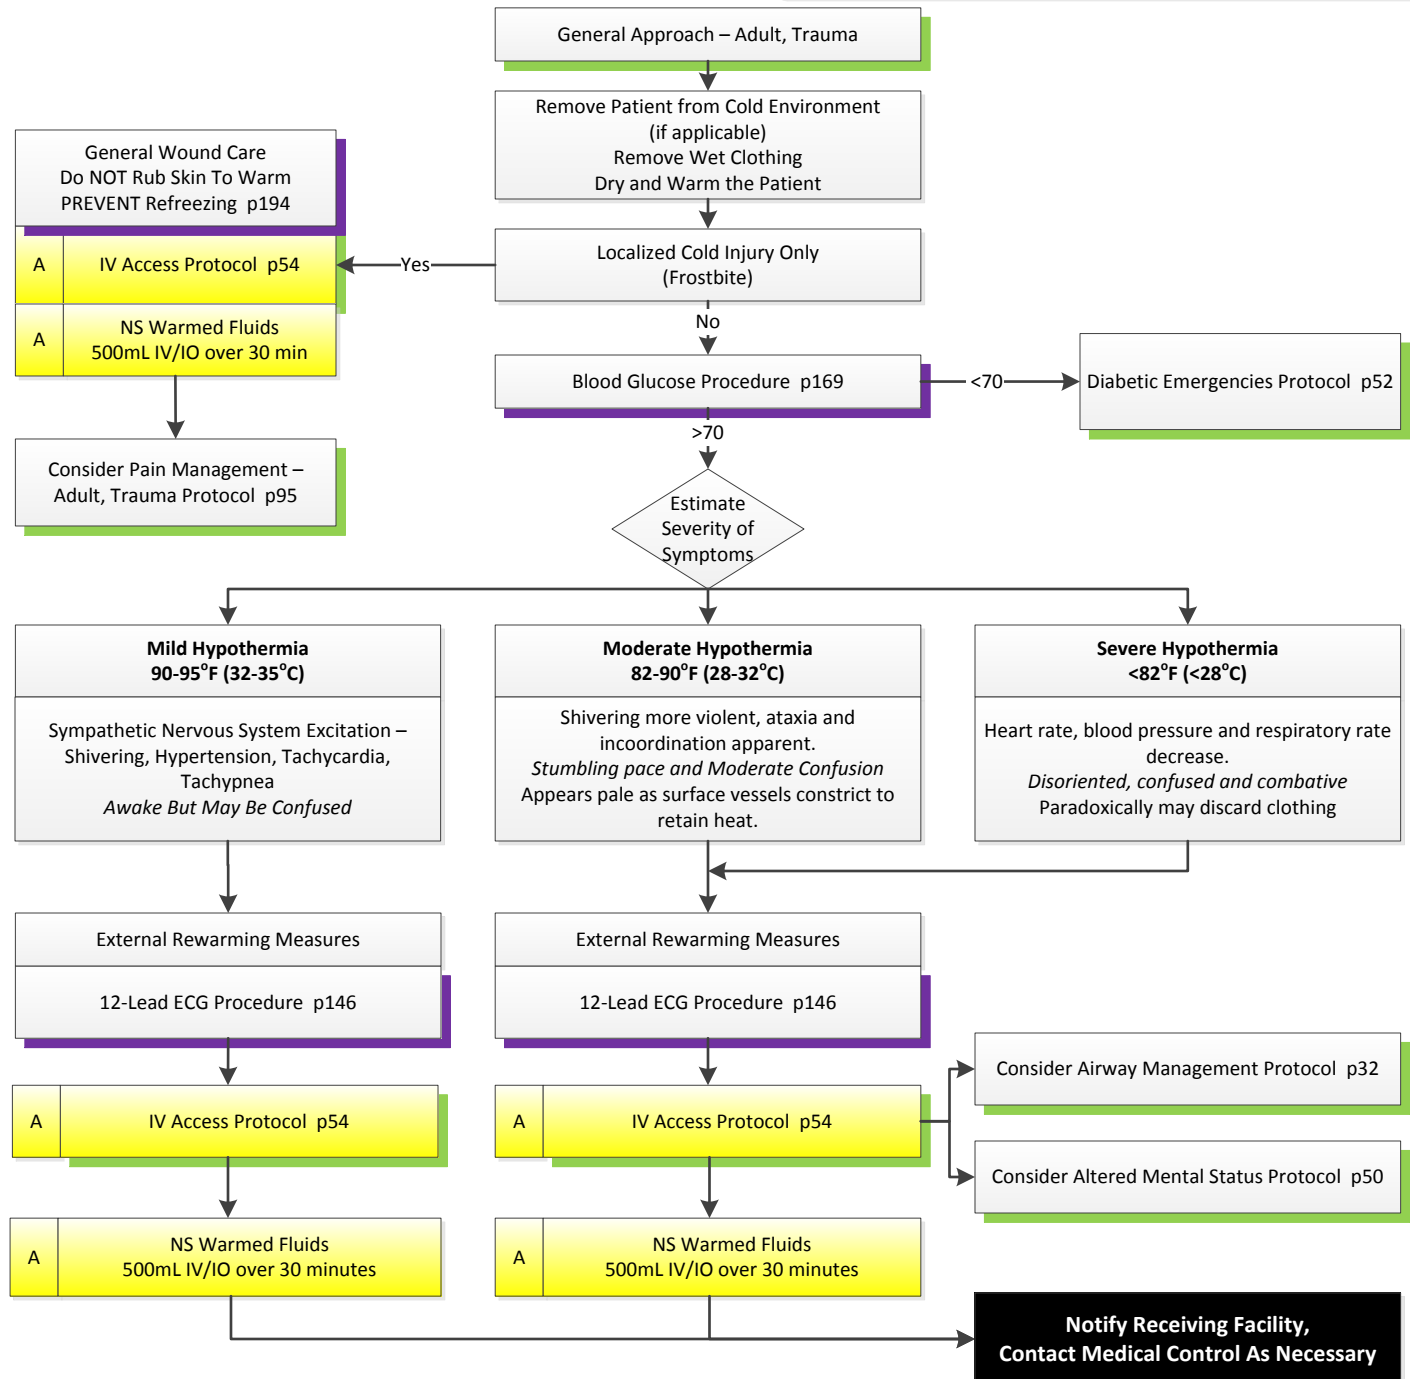 General Approach – Adult, Trauma
Remove Patient from Cold Environment
(if applicable)
Remove Wet Clothing
Dry and Warm the Patient
General Wound Care
Do NOT Rub Skin To Warm
PREVENT Refreezing p194
A
IV Access Protocol p54
A
NS Warmed Fluids
500mL IV/IO over 30 min
Yes
Localized Cold Injury Only
(Frostbite)
No
Blood Glucose Procedure p169
<70
Diabetic Emergencies Protocol p52
>70
Consider Pain Management –
Adult, Trauma Protocol p95
Estimate
Severity of
Symptoms
Mild Hypothermia
90-95°F (32-35°C)
Sympathetic Nervous System Excitation –
Shivering, Hypertension, Tachycardia,
Tachypnea
Awake But May Be Confused
Moderate Hypothermia
82-90°F (28-32°C)
Shivering more violent, ataxia and
incoordination apparent.
Stumbling pace and Moderate Confusion
Appears pale as surface vessels constrict to
retain heat.
Severe Hypothermia
<82°F (<28°C)
Heart rate, blood pressure and respiratory rate
decrease.
Disoriented, confused and combative
Paradoxically may discard clothing
External Rewarming Measures
12-Lead ECG Procedure p146
External Rewarming Measures
12-Lead ECG Procedure p146
A
IV Access Protocol p54
A
IV Access Protocol p54
Consider Airway Management Protocol p32
Consider Altered Mental Status Protocol p50
A
NS Warmed Fluids
500mL IV/IO over 30 minutes
A
NS Warmed Fluids
500mL IV/IO over 30 minutes
Notify Receiving Facility,
Contact Medical Control As Necessary